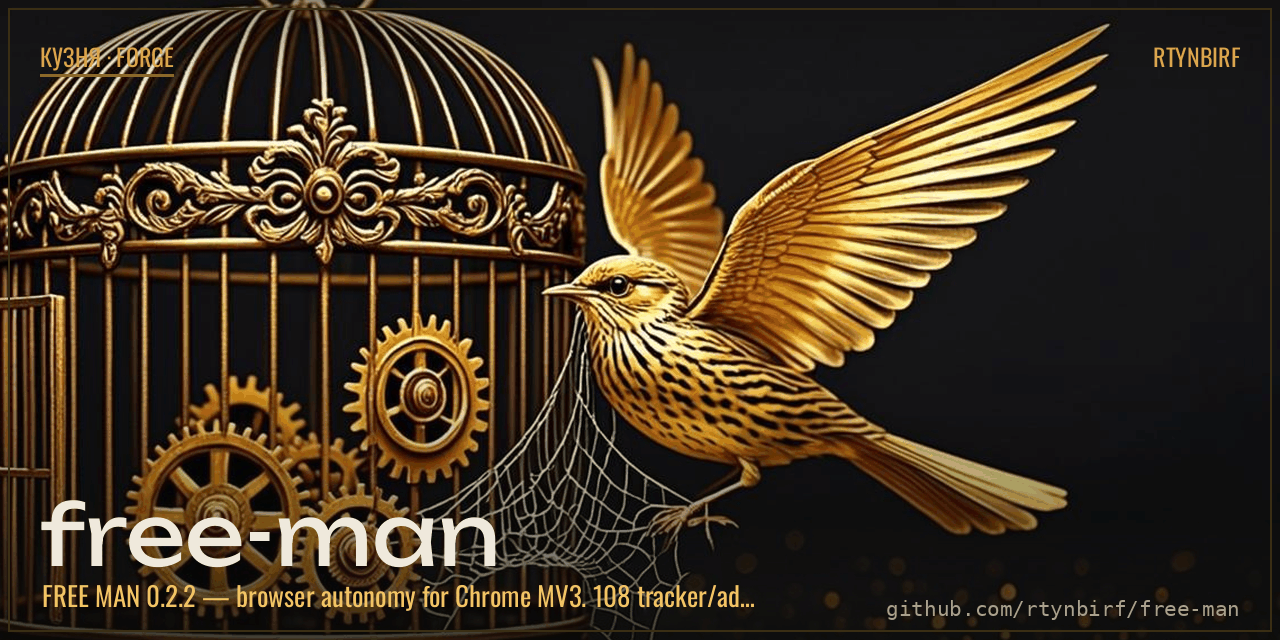 КУЗНЯ · FORGE
RTYNBIRF
free-man
FREE MAN 0.2.2 — browser autonomy for Chrome MV3. 108 tracker/ad...
github.com/rtynbirf/free-man